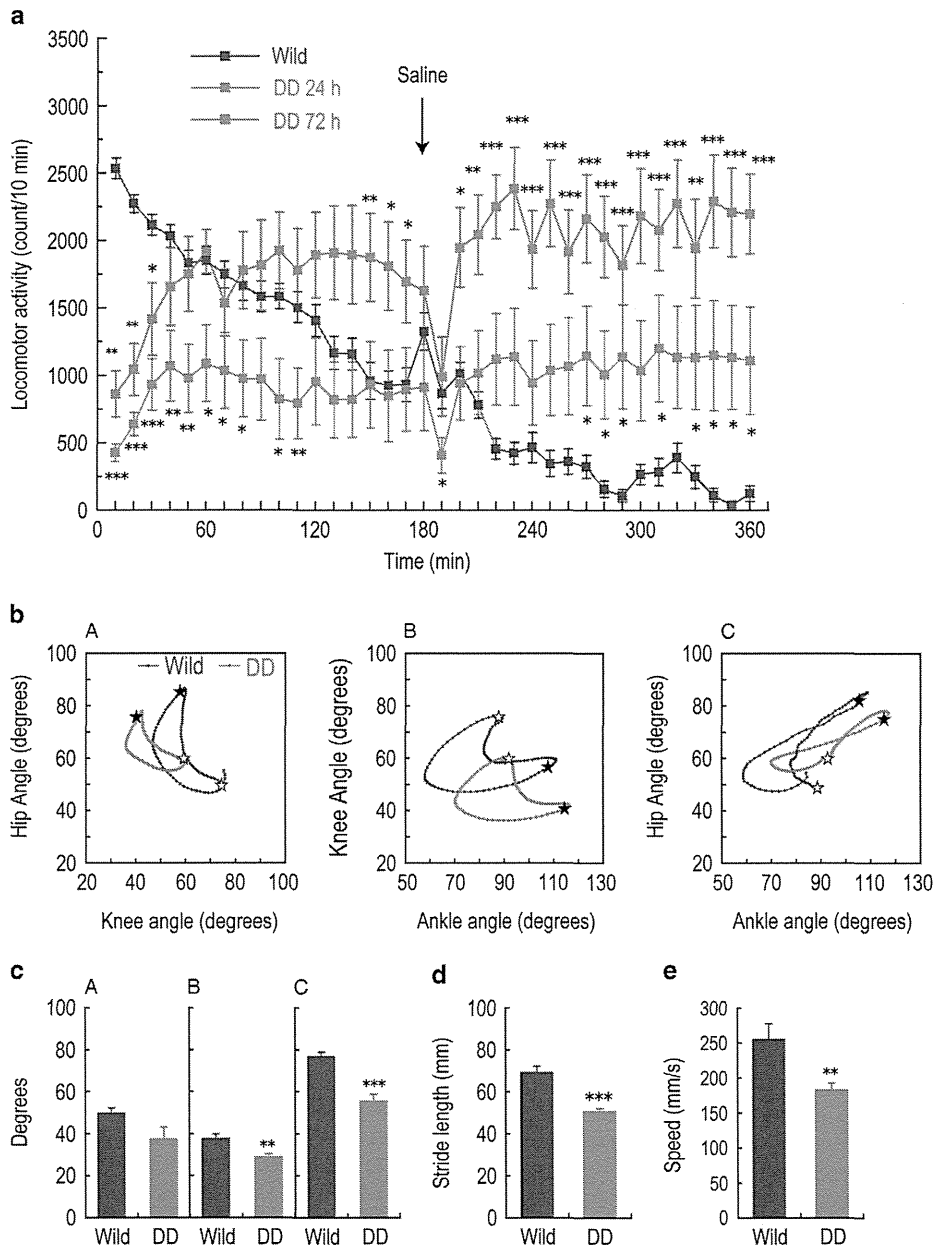 a
3500
3000
2500
2000
1500
1000
500
0
Locomotor activity (count/10 min)
Wild
DD 24 h
DD 72 h
Saline
** ** * ** * * * ** *** *** *** *** *** *** *** *** *** *** *** *** ** *** *** ***
*** *** *** ** ** * * * ** * * * * * * * *
0 60 120 180 240 300 360
Time (min)
b
A
Wild DD
100
80
60
40
20
Hip Angle (degrees)
20 40 60 80 100
Knee angle (degrees)
B
100
80
60
40
20
Knee Angle (degrees)
50 70 90 110 130
Ankle angle (degrees)
C
100
80
60
40
20
Hip Angle (degrees)
50 70 90 110 130
Ankle angle (degrees)
c
A B C
100
80
60
40
20
0
Degrees
**
***
Wild DD Wild DD Wild DD
d
100
80
60
40
20
0
Stride length (mm)
***
Wild DD
e
300
250
200
150
100
50
0
Speed (mm/s)
**
Wild DD